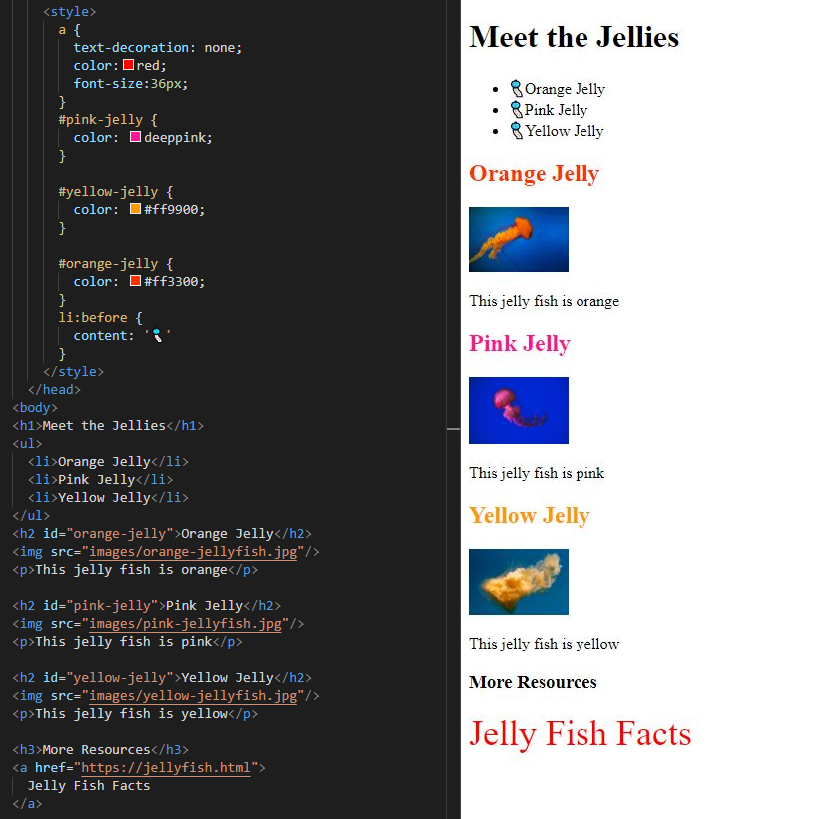 <style>
a {
text-decoration: none;
color: red;
font-size:36px;
}
#pink-jelly {
color: deeppink;
}
#yellow-jelly {
color: #ff9900;
}
#orange-jelly {
color: #ff3300;
}
li:before {
content: ' '
}
</style>
</head>
<body>
<h1>Meet the Jellies</h1>
<ul>
<li>Orange Jelly</li>
<li>Pink Jelly</li>
<li>Yellow Jelly</li>
</ul>
<h2 id="orange-jelly">Orange Jelly</h2>
<img src="images/orange-jellyfish.jpg"/>
<p>This jelly fish is orange</p>
<h2 id="pink-jelly">Pink Jelly</h2>
<img src="images/pink-jellyfish.jpg"/>
<p>This jelly fish is pink</p>
<h2 id="yellow-jelly">Yellow Jelly</h2>
<img src="images/yellow-jellyfish.jpg"/>
<p>This jelly fish is yellow</p>
<h3>More Resources</h3>
<a href="https://jellyfish.html">
Jelly Fish Facts
</a>
Meet the Jellies
Orange Jelly
Pink Jelly
Yellow Jelly
Orange Jelly
This jelly fish is orange
Pink Jelly
This jelly fish is pink
Yellow Jelly
This jelly fish is yellow
More Resources
Jelly Fish Facts